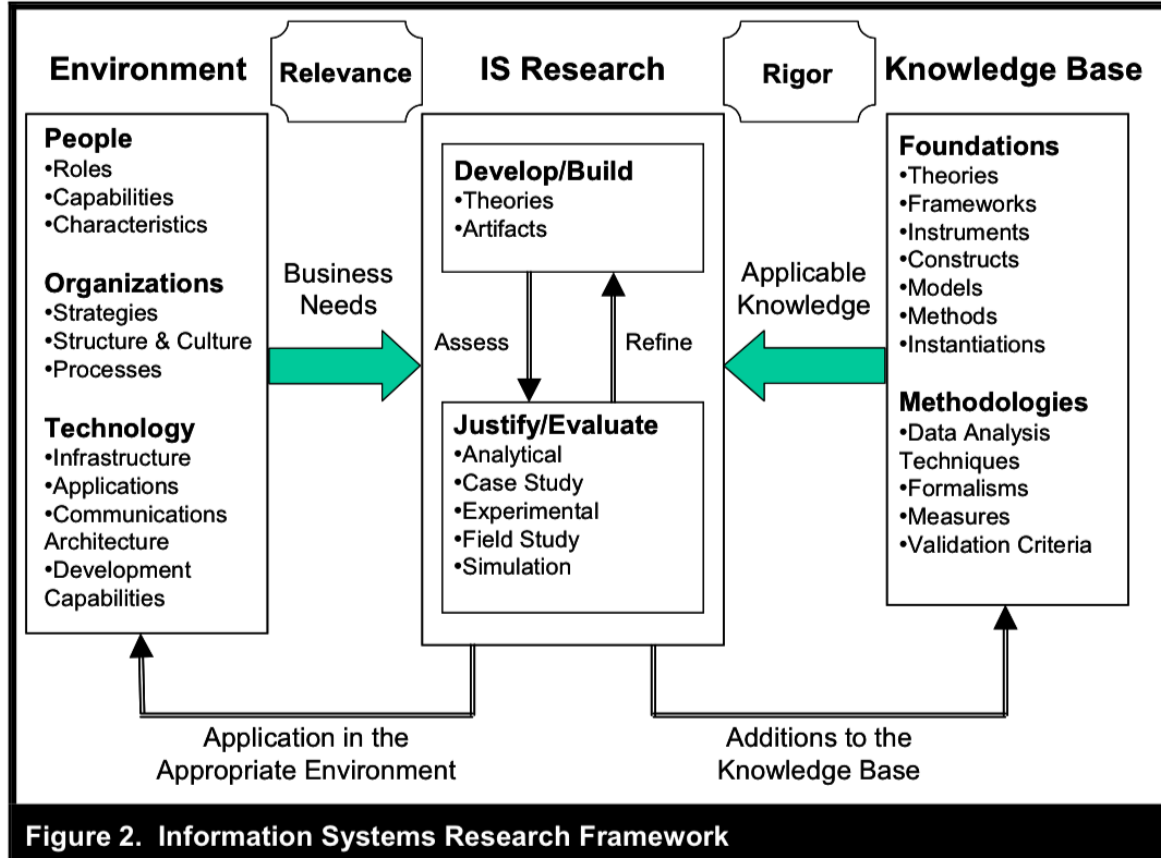 Environment
Relevance
IS Research
Rigor
Knowledge Base
People
•Roles
•Capabilities
•Characteristics
Organizations
•Strategies
•Structure & Culture
•Processes
Technology
•Infrastructure
•Applications
•Communications
Architecture
•Development
Capabilities
Business
Needs
Develop/Build
•Theories
•Artifacts
Assess
Refine
Justify/Evaluate
•Analytical
•Case Study
•Experimental
•Field Study
•Simulation
Applicable
Knowledge
Foundations
•Theories
•Frameworks
•Instruments
•Constructs
•Models
•Methods
•Instantiations
Methodologies
•Data Analysis
Techniques
•Formalisms
•Measures
•Validation Criteria
Application in the
Appropriate Environment
Additions to the
Knowledge Base
Figure 2. Information Systems Research Framework